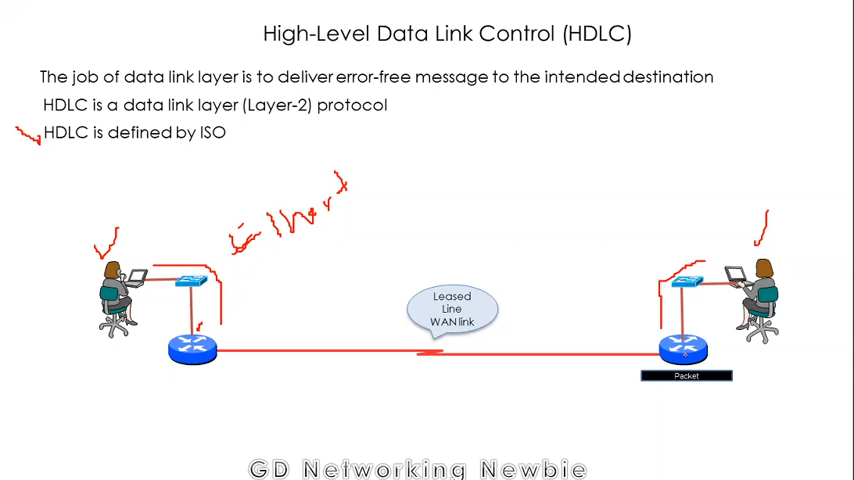 High-Level Data Link Control (HDLC)
The job of data link layer is to deliver error-free message to the intended destination
HDLC is a data link layer (Layer-2) protocol
HDLC is defined by ISO
Leased
Line
WAN link
Packet
GD Networking Newbie